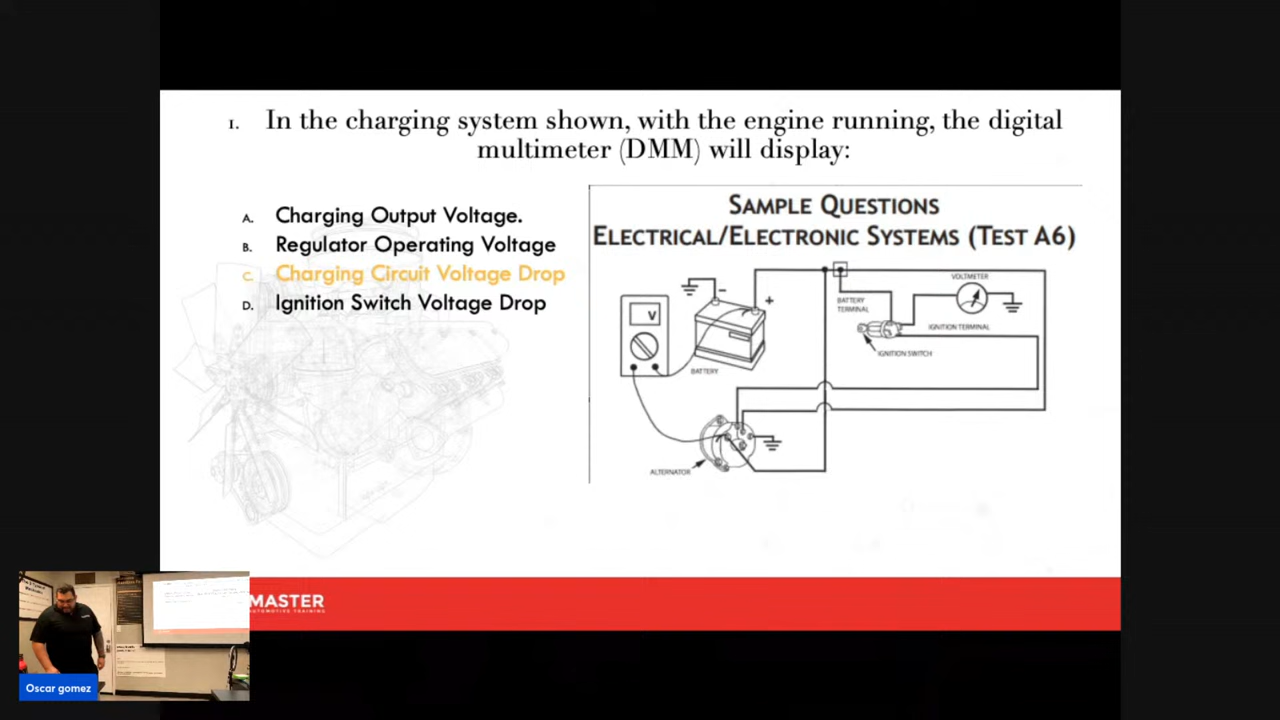 I. In the charging system shown, with the engine running, the digital
multimeter (DMM) will display:
A. Charging Output Voltage.
B. Regulator Operating Voltage
C. Charging Circuit Voltage Drop
D. Ignition Switch Voltage Drop
SAMPLE QUESTIONS
ELECTRICAL/ELECTRONIC SYSTEMS (TEST A6)
VOLTMETER
V
−
+
BATTERY
TERMINAL
IGNITION TERMINAL
IGNITION SWITCH
BATTERY
ALTERNATOR
MASTER
AUTOMOTIVE TRAINING
Oscar gomez